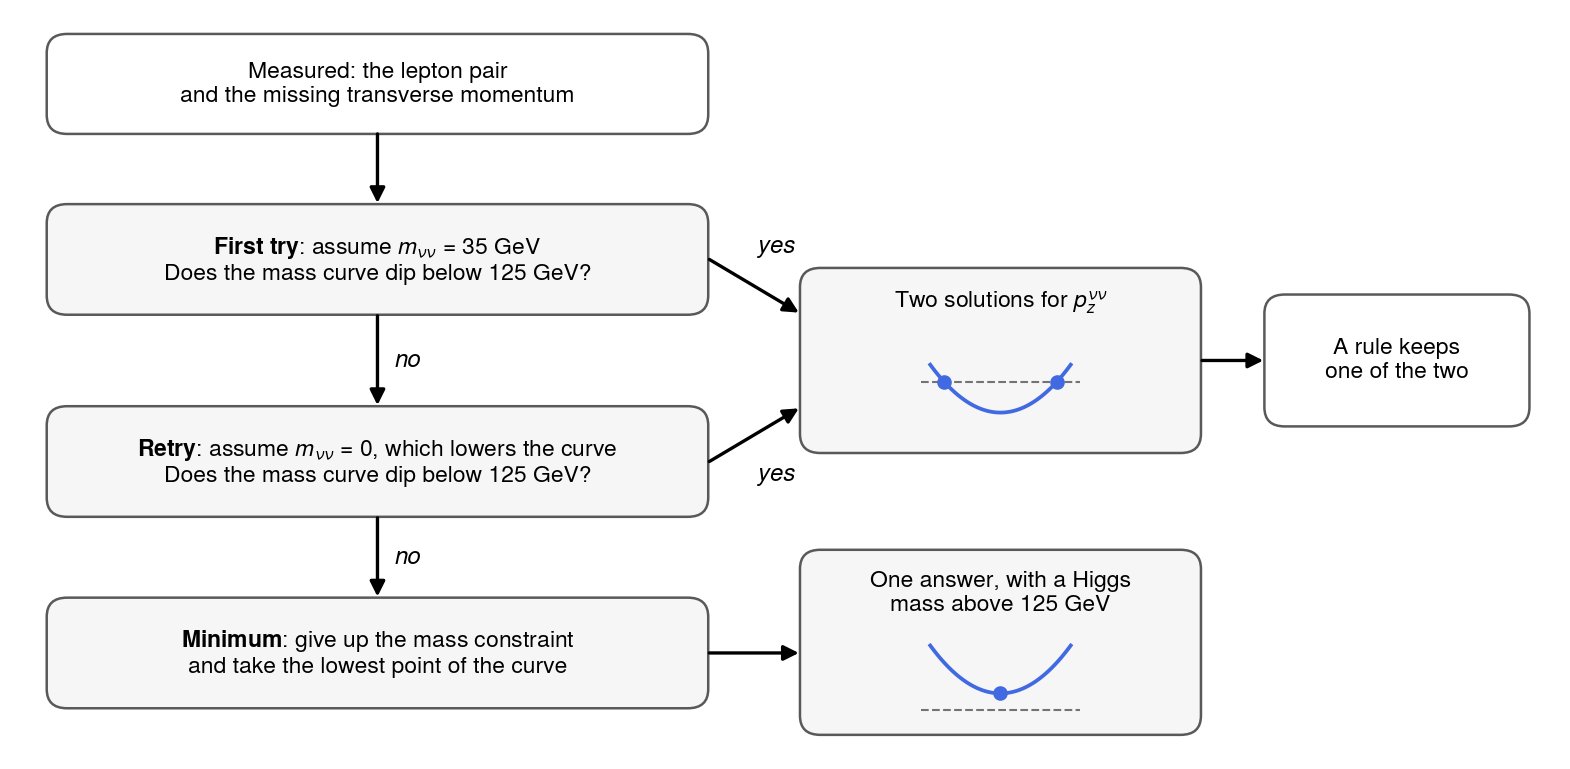 Measured: the lepton pair
and the missing transverse momentum
First try: assume mνν = 35 GeV
Does the mass curve dip below 125 GeV?
yes
Two solutions for p_z^νν
A rule keeps
one of the two
no
Retry: assume mνν = 0, which lowers the curve
Does the mass curve dip below 125 GeV?
yes
no
Minimum: give up the mass constraint
and take the lowest point of the curve
One answer, with a Higgs
mass above 125 GeV